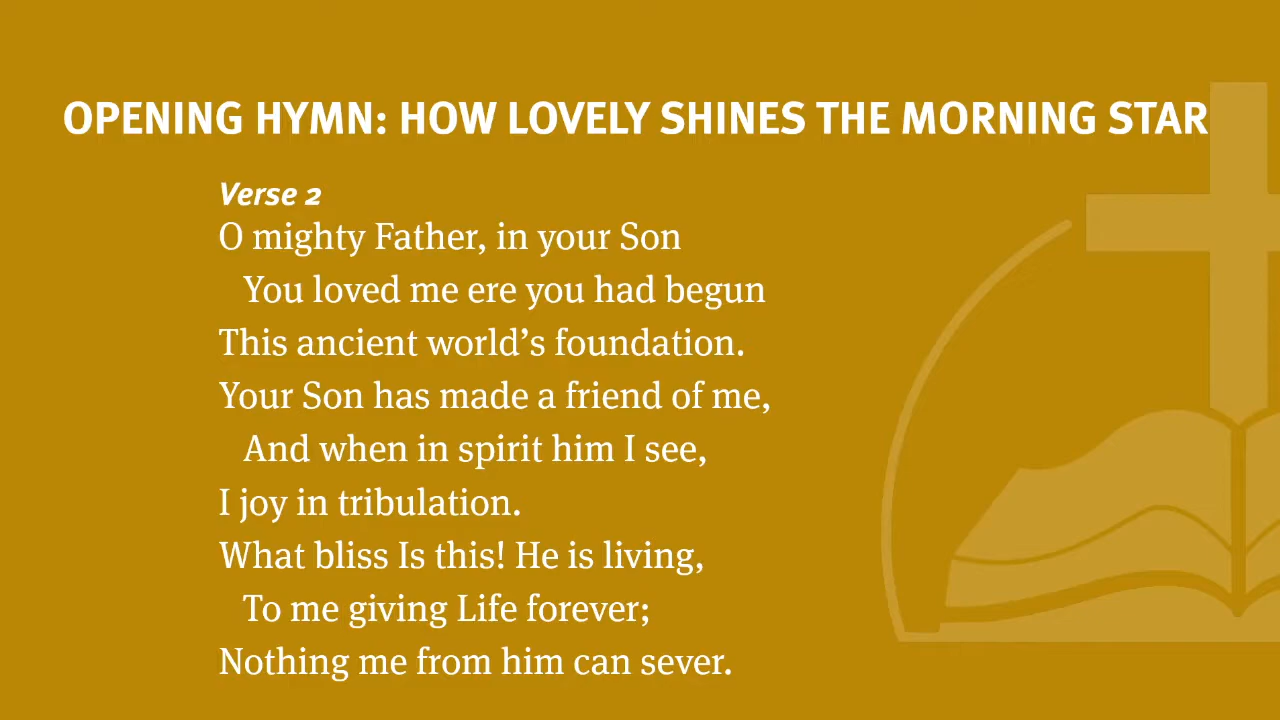 OPENING HYMN: HOW LOVELY SHINES THE MORNING STAR
Verse 2
O mighty Father, in your Son
You loved me ere you had begun
This ancient world’s foundation.
Your Son has made a friend of me,
And when in spirit him I see,
I joy in tribulation.
What bliss Is this! He is living,
To me giving Life forever;
Nothing me from him can sever.